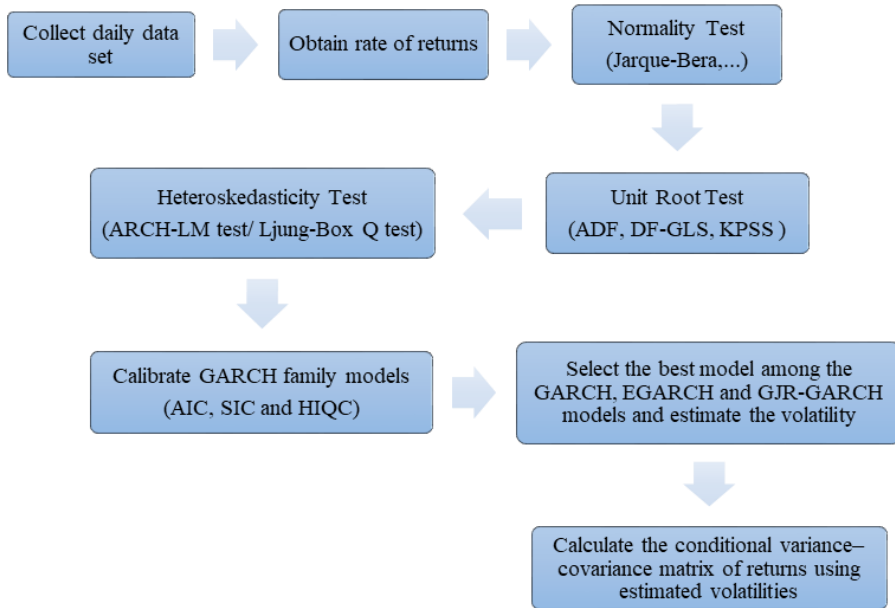 Collect daily data
set
Obtain rate of returns
Normality Test
(Jarque-Bera,...)
Unit Root Test
(ADF, DF-GLS, KPSS )
Heteroskedasticity Test
(ARCH-LM test/ Ljung-Box Q test)
Calibrate GARCH family models
(AIC, SIC and HIQC)
Select the best model among the
GARCH, EGARCH and GJR-GARCH
models and estimate the volatility
Calculate the conditional variance–
covariance matrix of returns using
estimated volatilities